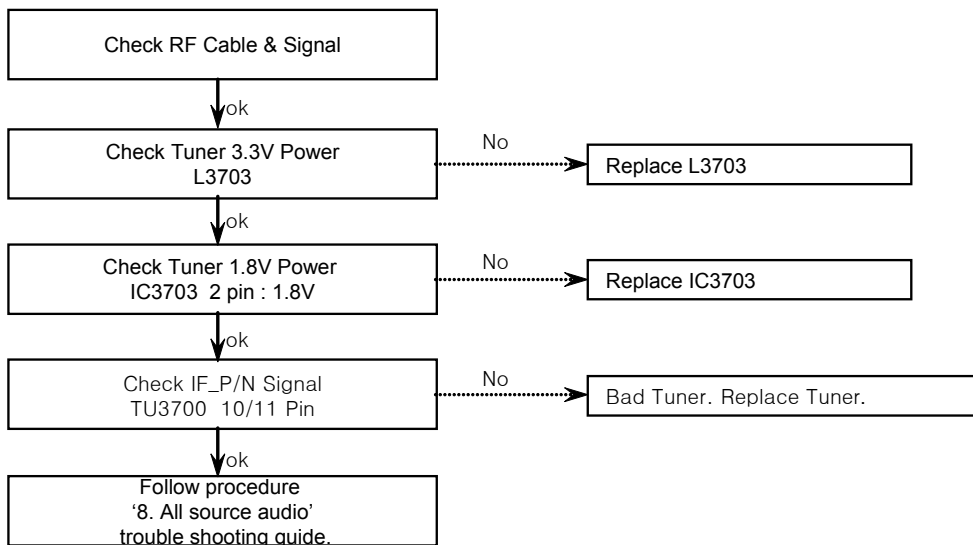 Check RF Cable & Signal
ok
Check Tuner 3.3V Power
L3703
No
Replace L3703
ok
Check Tuner 1.8V Power
IC3703  2 pin : 1.8V
No
Replace IC3703
ok
Check IF_P/N Signal
TU3700  10/11 Pin
No
Bad Tuner. Replace Tuner.
ok
Follow procedure
‘8. All source audio’
trouble shooting guide.